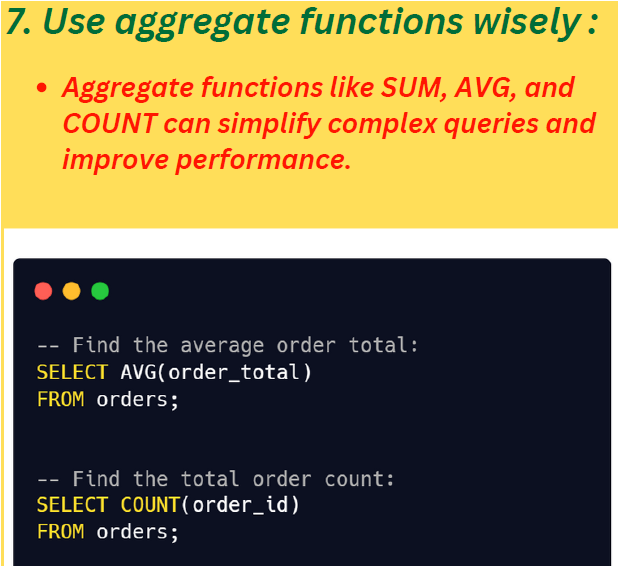 7. Use aggregate functions wisely :
• Aggregate functions like SUM, AVG, and
COUNT can simplify complex queries and
improve performance.
-- Find the average order total:
SELECT AVG(order_total)
FROM orders;
-- Find the total order count:
SELECT COUNT(order_id)
FROM orders;